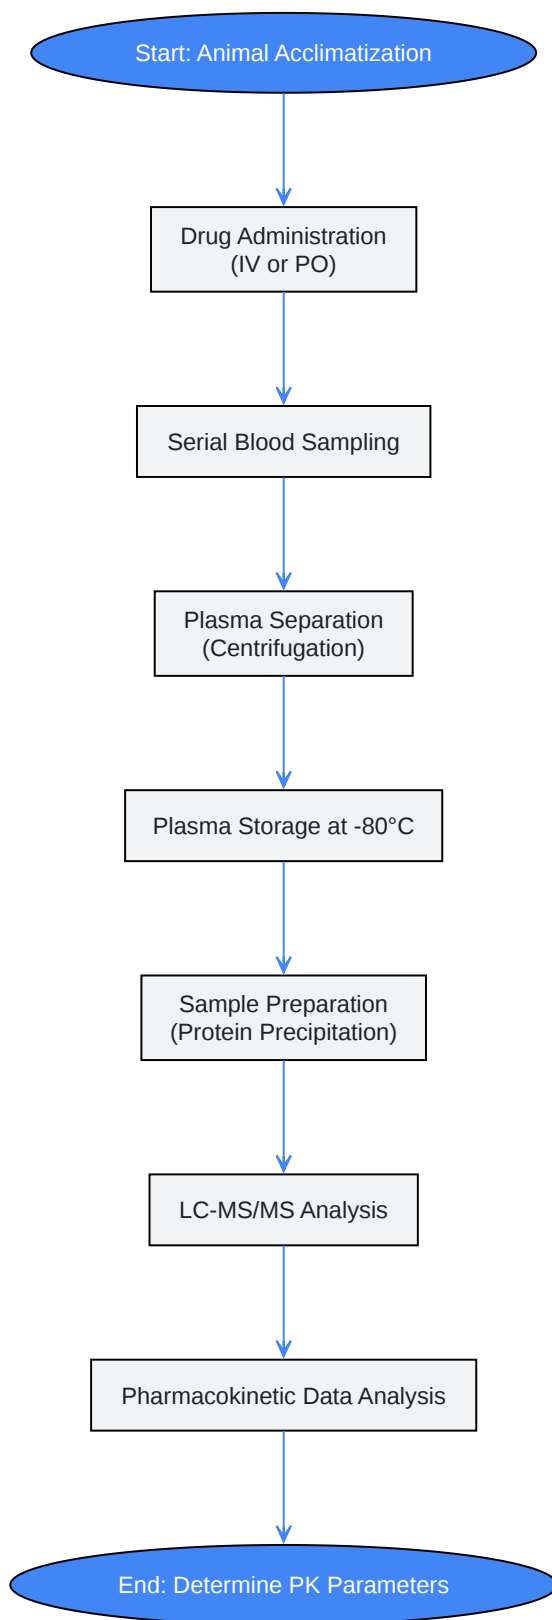 Start: Animal Acclimatization
Drug Administration
(IV or PO)
Serial Blood Sampling
Plasma Separation
(Centrifugation)
Plasma Storage at -80°C
Sample Preparation
(Protein Precipitation)
LC-MS/MS Analysis
Pharmacokinetic Data Analysis
End: Determine PK Parameters